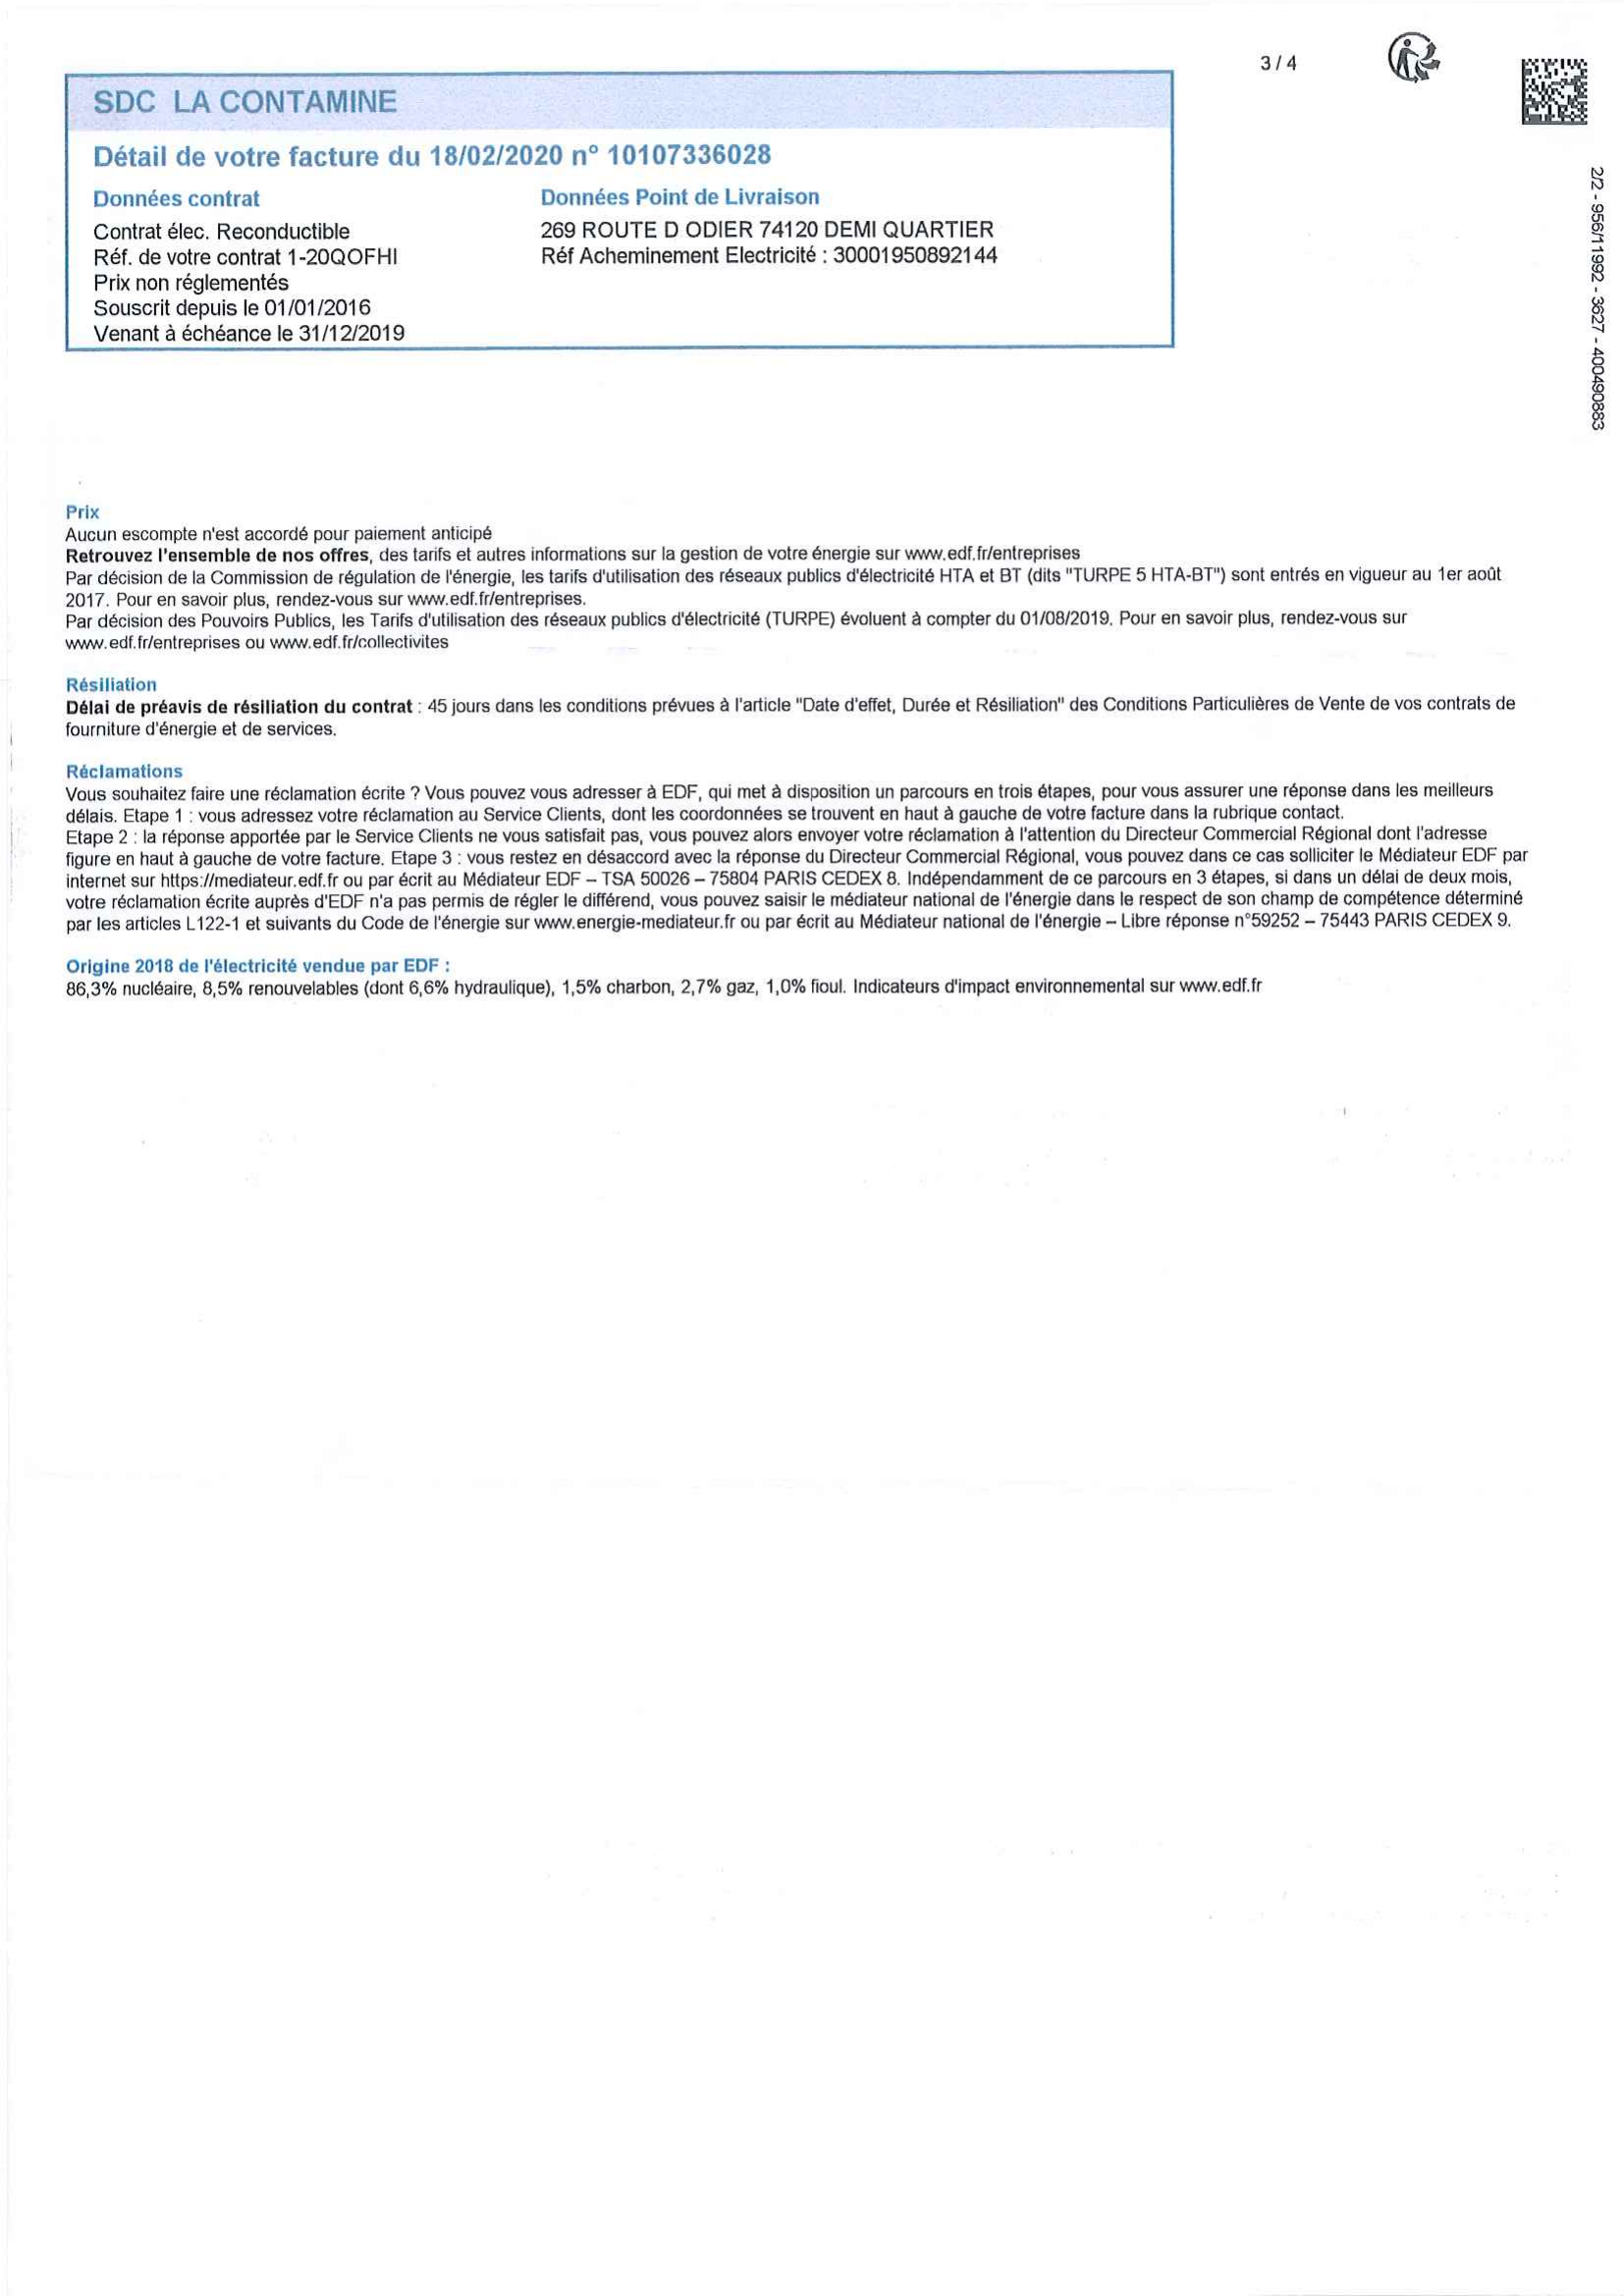 3 / 4
SDC LA CONTAMINE
Détail de votre facture du 18/02/2020 n° 10107336028
Données contrat
Contrat élec. Reconductible
Réf. de votre contrat 1-20QOFHI
Prix non réglementés
Souscrit depuis le 01/01/2016
Venant à échéance le 31/12/2019
Données Point de Livraison
269 ROUTE D ODIER 74120 DEMI QUARTIER
Réf Acheminement Electricité : 30001950892144
2/2 - 956/11992 - 3627 - 400490883
Prix
Aucun escompte n'est accordé pour paiement anticipé
Retrouvez l'ensemble de nos offres, des tarifs et autres informations sur la gestion de votre énergie sur www.edf.fr/entreprises
Par décision de la Commission de régulation de l'énergie, les tarifs d'utilisation des réseaux publics d'électricité HTA et BT (dits "TURPE 5 HTA-BT") sont entrés en vigueur au 1er août
2017. Pour en savoir plus, rendez-vous sur www.edf.fr/entreprises.
Par décision des Pouvoirs Publics, les Tarifs d'utilisation des réseaux publics d'électricité (TURPE) évoluent à compter du 01/08/2019. Pour en savoir plus, rendez-vous sur
www.edf.fr/entreprises ou www.edf.fr/collectivites
Résiliation
Délai de préavis de résiliation du contrat : 45 jours dans les conditions prévues à l'article "Date d'effet, Durée et Résiliation" des Conditions Particulières de Vente de vos contrats de
fourniture d'énergie et de services.
Réclamations
Vous souhaitez faire une réclamation écrite ? Vous pouvez vous adresser à EDF, qui met à disposition un parcours en trois étapes, pour vous assurer une réponse dans les meilleurs
délais. Etape 1 : vous adressez votre réclamation au Service Clients, dont les coordonnées se trouvent en haut à gauche de votre facture dans la rubrique contact.
Etape 2 : la réponse apportée par le Service Clients ne vous satisfait pas, vous pouvez alors envoyer votre réclamation à l'attention du Directeur Commercial Régional dont l'adresse
figure en haut à gauche de votre facture. Etape 3 : vous restez en désaccord avec la réponse du Directeur Commercial Régional, vous pouvez dans ce cas solliciter le Médiateur EDF par
internet sur https://mediateur.edf.fr ou par écrit au Médiateur EDF – TSA 50026 – 75804 PARIS CEDEX 8. Indépendamment de ce parcours en 3 étapes, si dans un délai de deux mois,
votre réclamation écrite auprès d'EDF n'a pas permis de régler le différend, vous pouvez saisir le médiateur national de l'énergie dans le respect de son champ de compétence déterminé
par les articles L122-1 et suivants du Code de l'énergie sur www.energie-mediateur.fr ou par écrit au Médiateur national de l'énergie – Libre réponse n°59252 – 75443 PARIS CEDEX 9.
Origine 2018 de l'électricité vendue par EDF :
86,3% nucléaire, 8,5% renouvelables (dont 6,6% hydraulique), 1,5% charbon, 2,7% gaz, 1,0% fioul. Indicateurs d'impact environnemental sur www.edf.fr